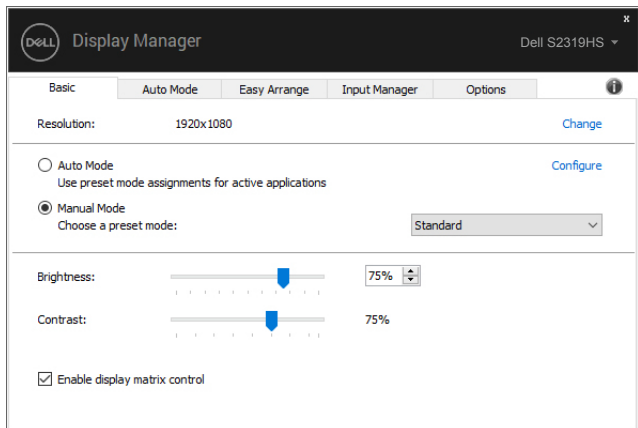 x
DELL Display Manager Dell S2319HS
Basic Auto Mode Easy Arrange Input Manager Options i
Resolution: 1920x1080 Change
Auto Mode Configure
Use preset mode assignments for active applications
Manual Mode
Choose a preset mode: Standard
Brightness: 75%
Contrast: 75%
Enable display matrix control